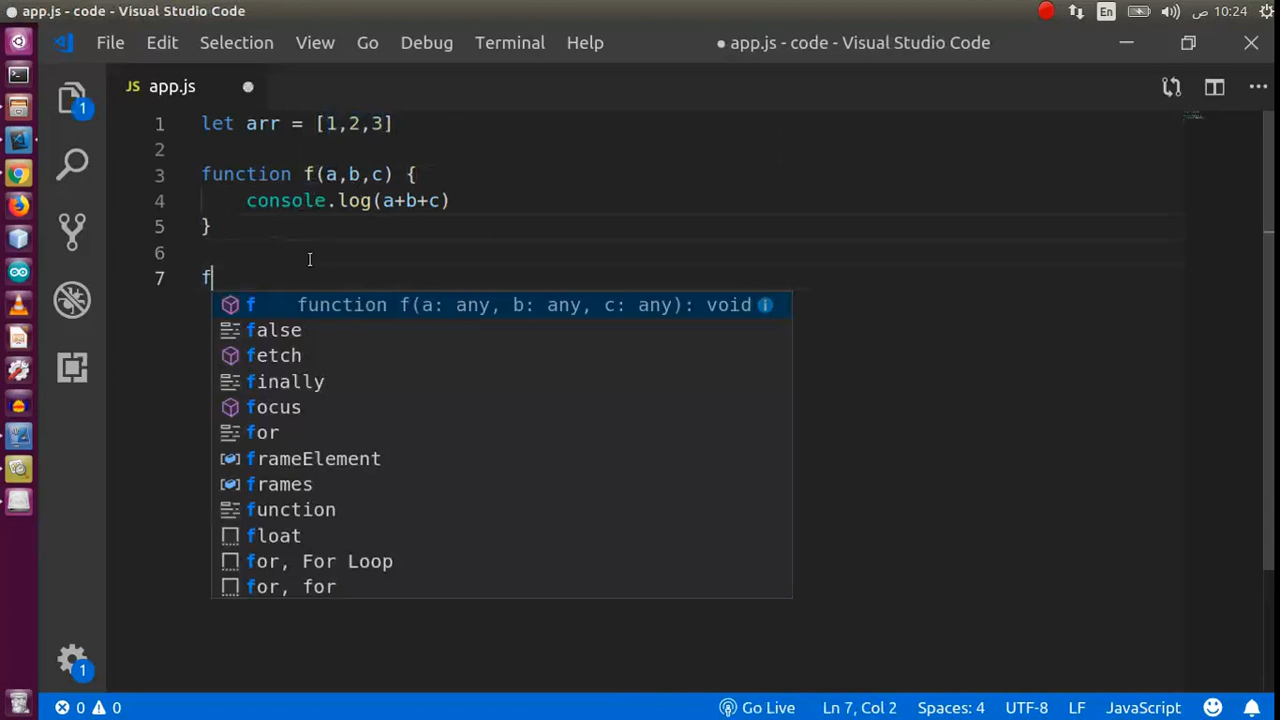 app.js - code - Visual Studio Code
En
10:24 ص
File Edit Selection View Go Debug Terminal Help
● app.js - code - Visual Studio Code
JS app.js
1 let arr = [1,2,3]
2
3 function f(a,b,c) {
4 console.log(a+b+c)
5 }
6
7 f
f function f(a: any, b: any, c: any): void
false
fetch
finally
focus
for
frameElement
frames
function
float
for, For Loop
for, for
1
1
0 0 Go Live Ln 7, Col 2 Spaces: 4 UTF-8 LF JavaScript